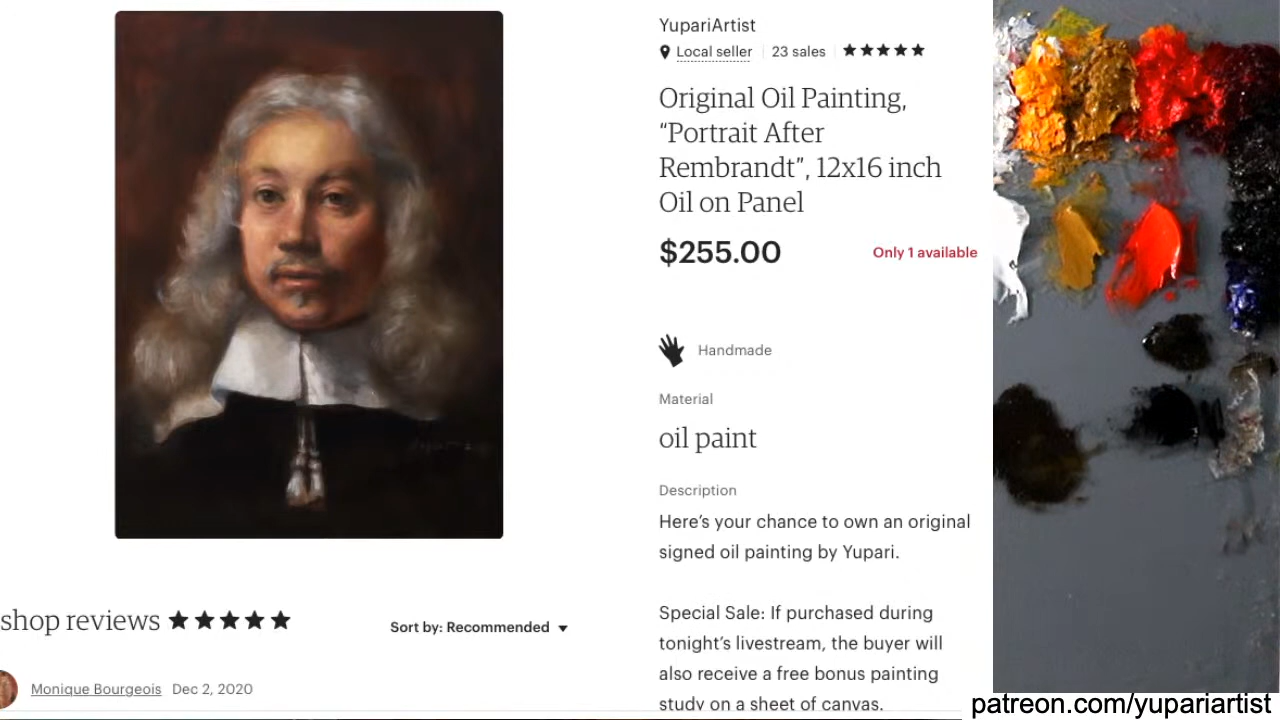 YupariArtist
Local seller 23 sales
Original Oil Painting,
“Portrait After
Rembrandt”, 12x16 inch
Oil on Panel
$255.00 Only 1 available
Handmade
Material
oil paint
Description
Here’s your chance to own an original
signed oil painting by Yupari.
Special Sale: If purchased during
tonight’s livestream, the buyer will
also receive a free bonus painting
study on a sheet of canvas.
shop reviews
Sort by: Recommended
Monique Bourgeois Dec 2, 2020
patreon.com/yupariartist